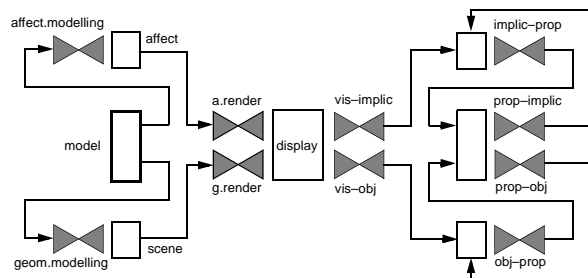 affect.modelling
affect
implic–prop
a.render
vis–implic
prop–implic
model
display
g.render
vis–obj
prop–obj
geom.modelling
scene
obj–prop